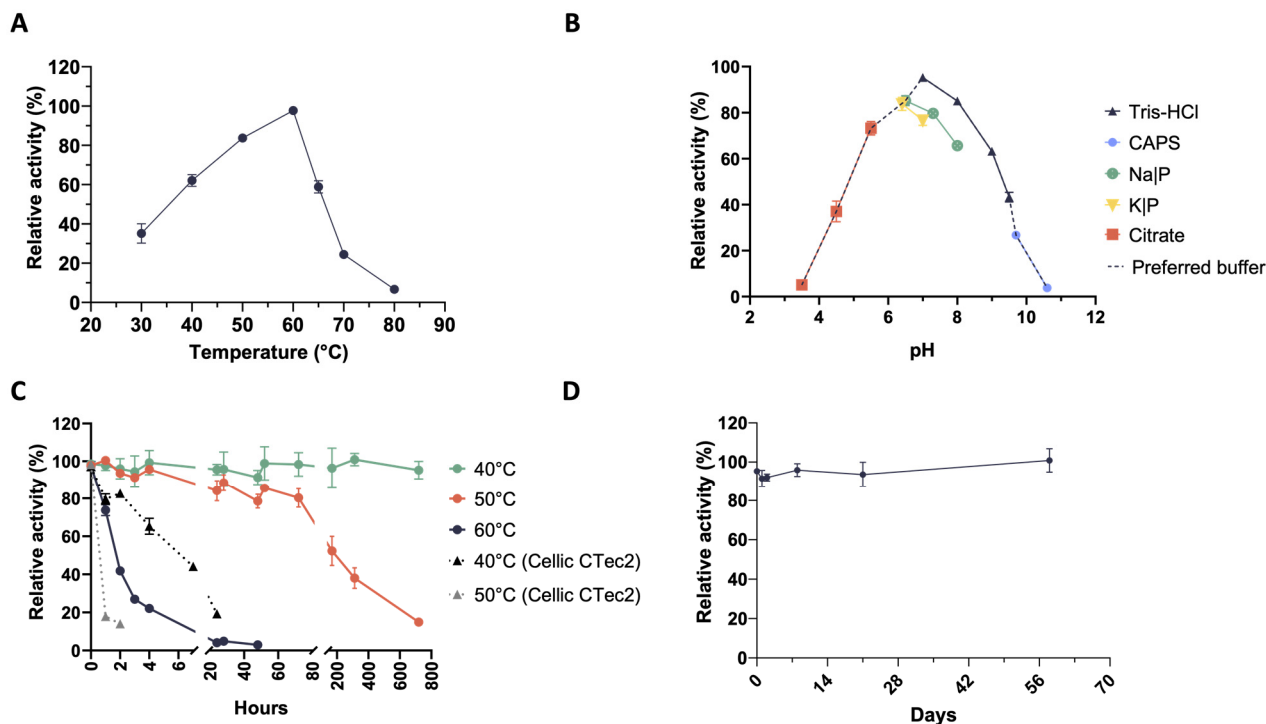 A
Relative activity (%)
120
100
80
60
40
20
0
20 30 40 50 60 70 80 90
Temperature (°C)
B
Relative activity (%)
100
80
60
40
20
0
2 4 6 8 10 12
pH
Tris-HCl
CAPS
Na|P
K|P
Citrate
Preferred buffer
C
Relative activity (%)
120
100
80
60
40
20
0
0 2 4 6 20 40 60 80 200 400 600 800
Hours
40°C
50°C
60°C
40°C (Cellic CTec2)
50°C (Cellic CTec2)
D
Relative activity (%)
120
100
80
60
40
20
0
0 14 28 42 56 70
Days